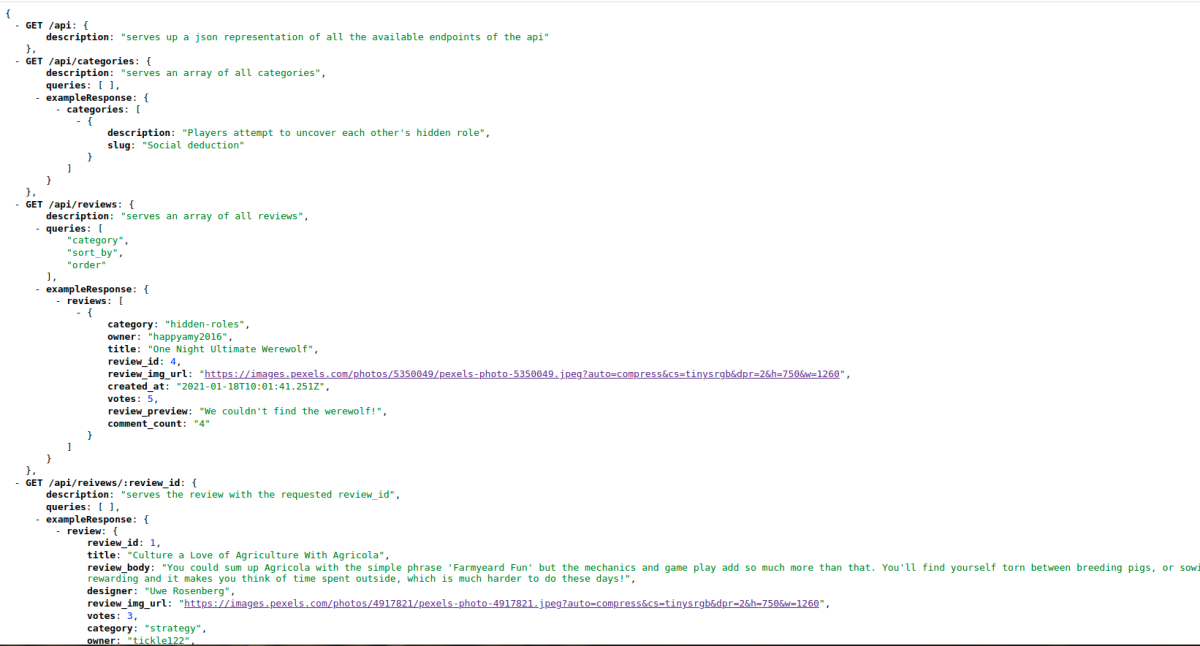 {
- GET /api: {
description: "serves up a json representation of all the available endpoints of the api"
},
- GET /api/categories: {
description: "serves an array of all categories",
queries: [ ],
- exampleResponse: {
- categories: [
- {
description: "Players attempt to uncover each other's hidden role",
slug: "Social deduction"
}
]
}
},
- GET /api/reviews: {
description: "serves an array of all reviews",
- queries: [
"category",
"sort_by",
"order"
],
- exampleResponse: {
- reviews: [
- {
category: "hidden-roles",
owner: "happyamy2016",
title: "One Night Ultimate Werewolf",
review_id: 4,
review_img_url: "https://images.pexels.com/photos/5350049/pexels-photo-5350049.jpeg?auto=compress&cs=tinysrgb&dpr=2&h=750&w=1260",
created_at: "2021-01-18T10:01:41.251Z",
votes: 5,
review_preview: "We couldn't find the werewolf!",
comment_count: "4"
}
]
}
},
- GET /api/reivews/:review_id: {
description: "serves the review with the requested review_id",
queries: [ ],
- exampleResponse: {
- review: {
review_id: 1,
title: "Culture a Love of Agriculture With Agricola",
review_body: "You could sum up Agricola with the simple phrase 'Farmyeard Fun' but the mechanics and game play add so much more than that. You'll find yourself torn between breeding pigs, or sowi
rewarding and it makes you think of time spent outside, which is much harder to do these days!",
designer: "Uwe Rosenberg",
review_img_url: "https://images.pexels.com/photos/4917821/pexels-photo-4917821.jpeg?auto=compress&cs=tinysrgb&dpr=2&h=750&w=1260",
votes: 3,
category: "strategy",
owner: "tickle122",